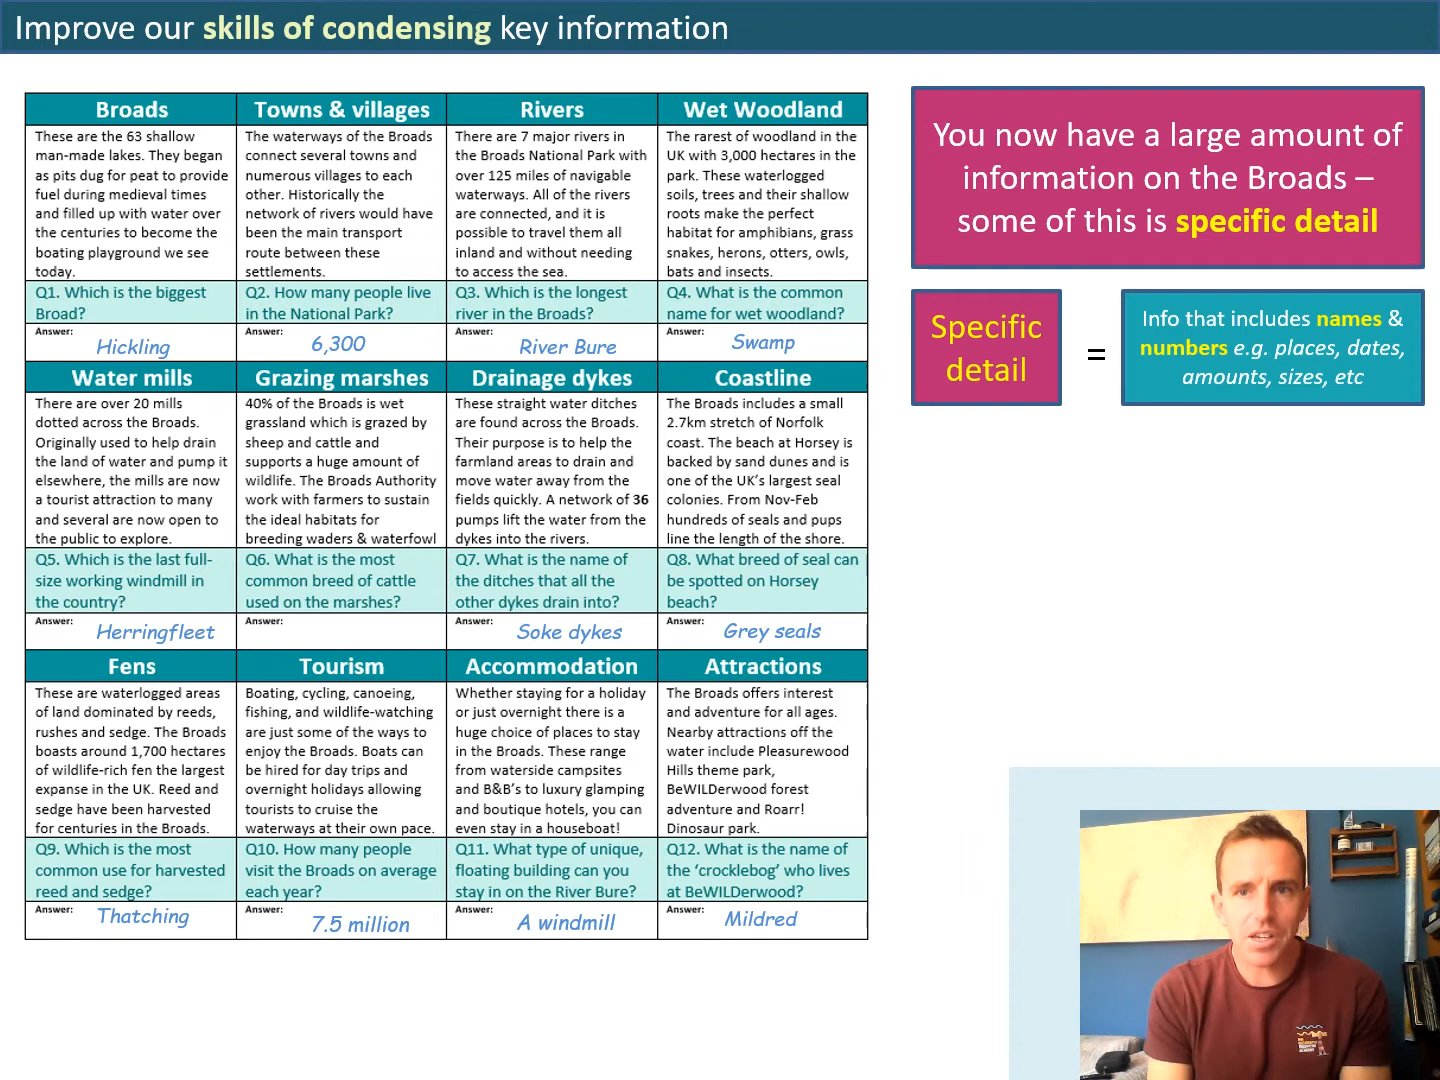 Improve our skills of condensing key information
Broads
These are the 63 shallow
man-made lakes. They began
as pits dug for peat to provide
fuel during medieval times
and filled up with water over
the centuries to become the
boating playground we see
today.
Q1. Which is the biggest
Broad?
Answer:
Hickling
Towns & villages
The waterways of the Broads
connect several towns and
numerous villages to each
other. Historically the
network of rivers would have
been the main transport
route between these
settlements.
Q2. How many people live
in the National Park?
Answer:
6,300
Rivers
There are 7 major rivers in
the Broads National Park with
over 125 miles of navigable
waterways. All of the rivers
are connected, and it is
possible to travel them all
inland and without needing
to access the sea.
Q3. Which is the longest
river in the Broads?
Answer:
River Bure
Wet Woodland
The rarest of woodland in the
UK with 3,000 hectares in the
park. These waterlogged
soils, trees and their shallow
roots make the perfect
habitat for amphibians, grass
snakes, herons, otters, owls,
bats and insects.
Q4. What is the common
name for wet woodland?
Answer:
Swamp
Water mills
There are over 20 mills
dotted across the Broads.
Originally used to help drain
the land of water and pump it
elsewhere, the mills are now
a tourist attraction to many
and several are now open to
the public to explore.
Q5. Which is the last full-
size working windmill in
the country?
Answer:
Herringfleet
Grazing marshes
40% of the Broads is wet
grassland which is grazed by
sheep and cattle and
supports a huge amount of
wildlife. The Broads Authority
work with farmers to sustain
the ideal habitats for
breeding waders & waterfowl
Q6. What is the most
common breed of cattle
used on the marshes?
Answer:
Drainage dykes
These straight water ditches
are found across the Broads.
Their purpose is to help the
farmland areas to drain and
move water away from the
fields quickly. A network of 36
pumps lift the water from the
dykes into the rivers.
Q7. What is the name of
the ditches that all the
other dykes drain into?
Answer:
Soke dykes
Coastline
The Broads includes a small
2.7km stretch of Norfolk
coast. The beach at Horsey is
backed by sand dunes and is
one of the UK's largest seal
colonies. From Nov-Feb
hundreds of seals and pups
line the length of the shore.
Q8. What breed of seal can
be spotted on Horsey
beach?
Answer:
Grey seals
Fens
These are waterlogged areas
of land dominated by reeds,
rushes and sedge. The Broads
boasts around 1,700 hectares
of wildlife-rich fen the largest
expanse in the UK. Reed and
sedge have been harvested
for centuries in the Broads.
Q9. Which is the most
common use for harvested
reed and sedge?
Answer:
Thatching
Tourism
Boating, cycling, canoeing,
fishing, and wildlife-watching
are just some of the ways to
enjoy the Broads. Boats can
be hired for day trips and
overnight holidays allowing
tourists to cruise the
waterways at their own pace.
Q10. How many people
visit the Broads on average
each year?
Answer:
7.5 million
Accommodation
Whether staying for a holiday
or just overnight there is a
huge choice of places to stay
in the Broads. These range
from waterside campsites
and B&B's to luxury glamping
and boutique hotels, you can
even stay in a houseboat!
Q11. What type of unique,
floating building can you
stay in on the River Bure?
Answer:
A windmill
Attractions
The Broads offers interest
and adventure for all ages.
Nearby attractions off the
water include Pleasurewood
Hills theme park,
BeWILDerwood forest
adventure and Roarr!
Dinosaur park.
Q12. What is the name of
the ‘crocklebog’ who lives
at BeWILDerwood?
Answer:
Mildred
You now have a large amount of
information on the Broads –
some of this is specific detail
Specific
detail
=
Info that includes names &
numbers e.g. places, dates,
amounts, sizes, etc